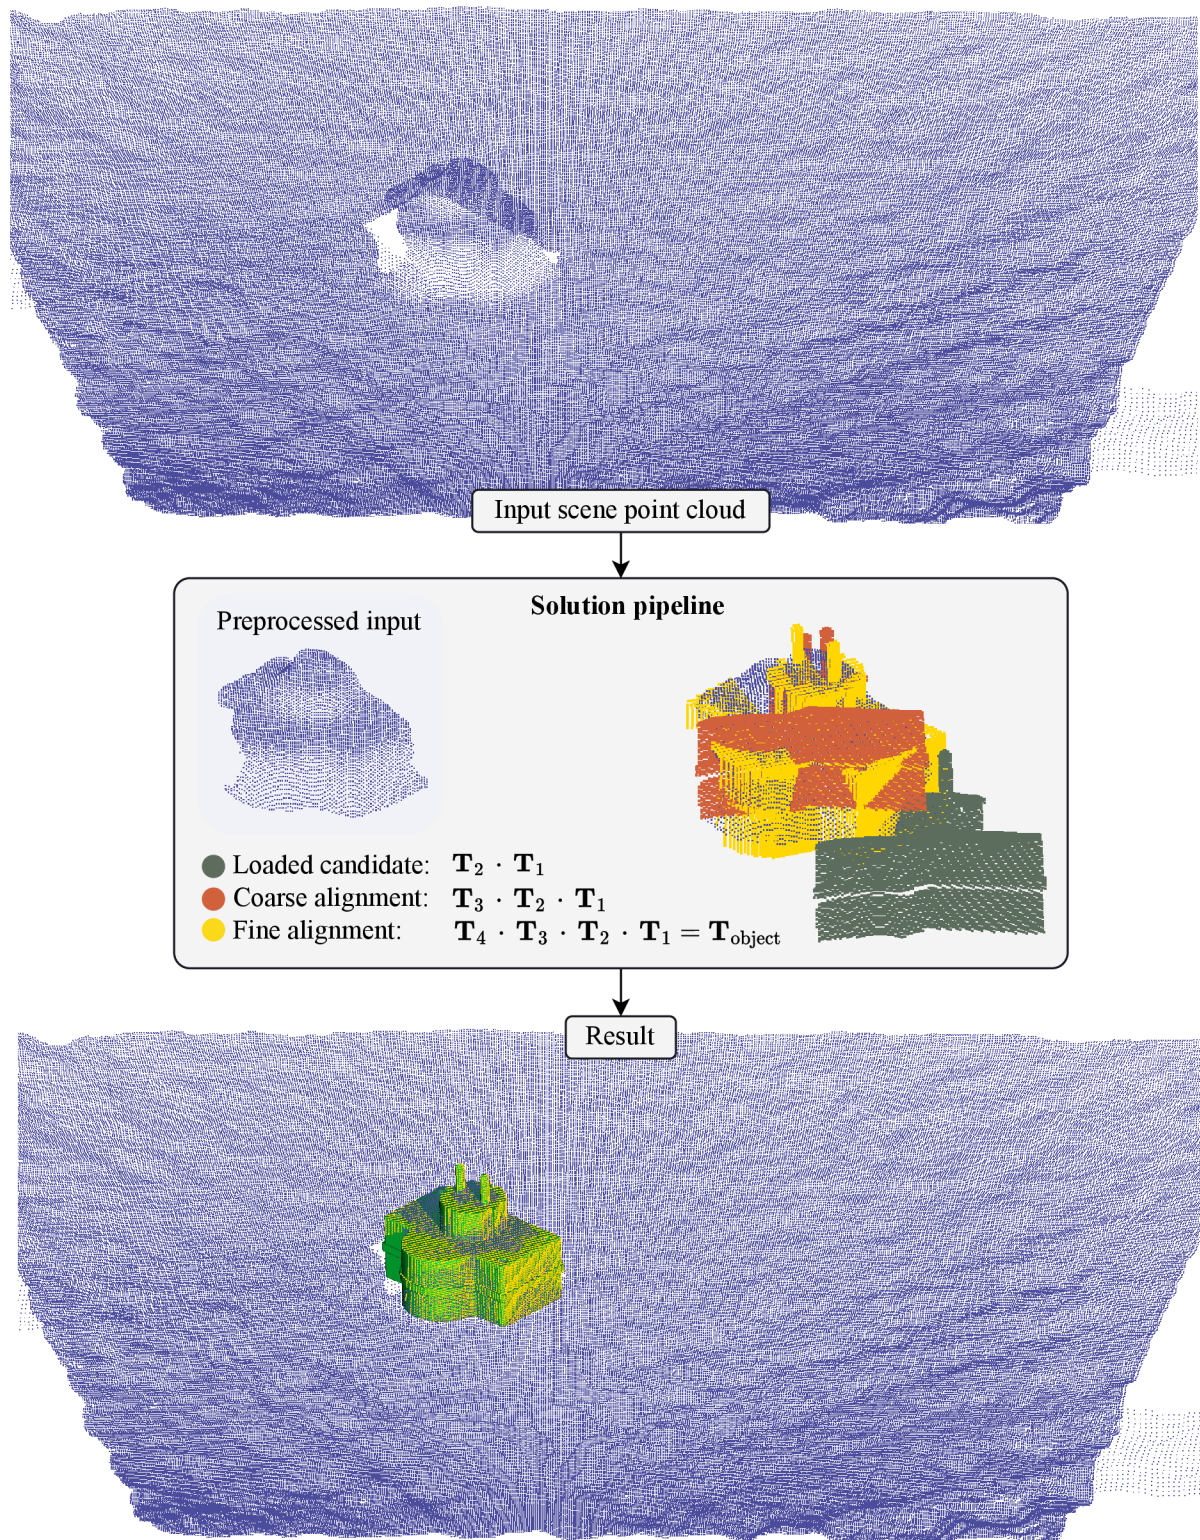 Input scene point cloud
Solution pipeline
Preprocessed input
Loaded candidate: T₂ · T₁
Coarse alignment: T₃ · T₂ · T₁
Fine alignment: T₄ · T₃ · T₂ · T₁ = T_object
Result